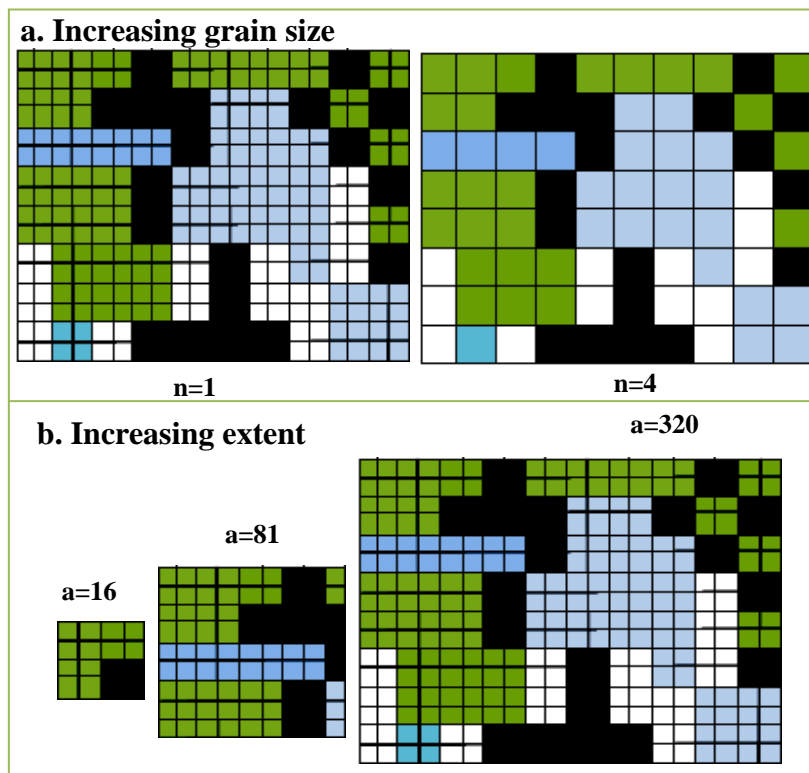 a. Increasing grain size
n=1
n=4
b. Increasing extent
a=320
a=81
a=16